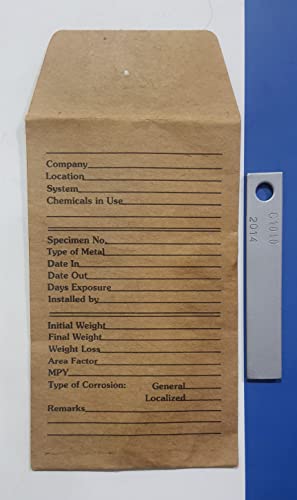 Company
Location
System
Chemicals in Use
Specimen No.
Type of Metal
Date In
Date Out
Days Exposure
Installed by
Initial Weight
Final Weight
Weight Loss
Area Factor
MPY
Type of Corrosion: General
Localized
Remarks
C1010
2014